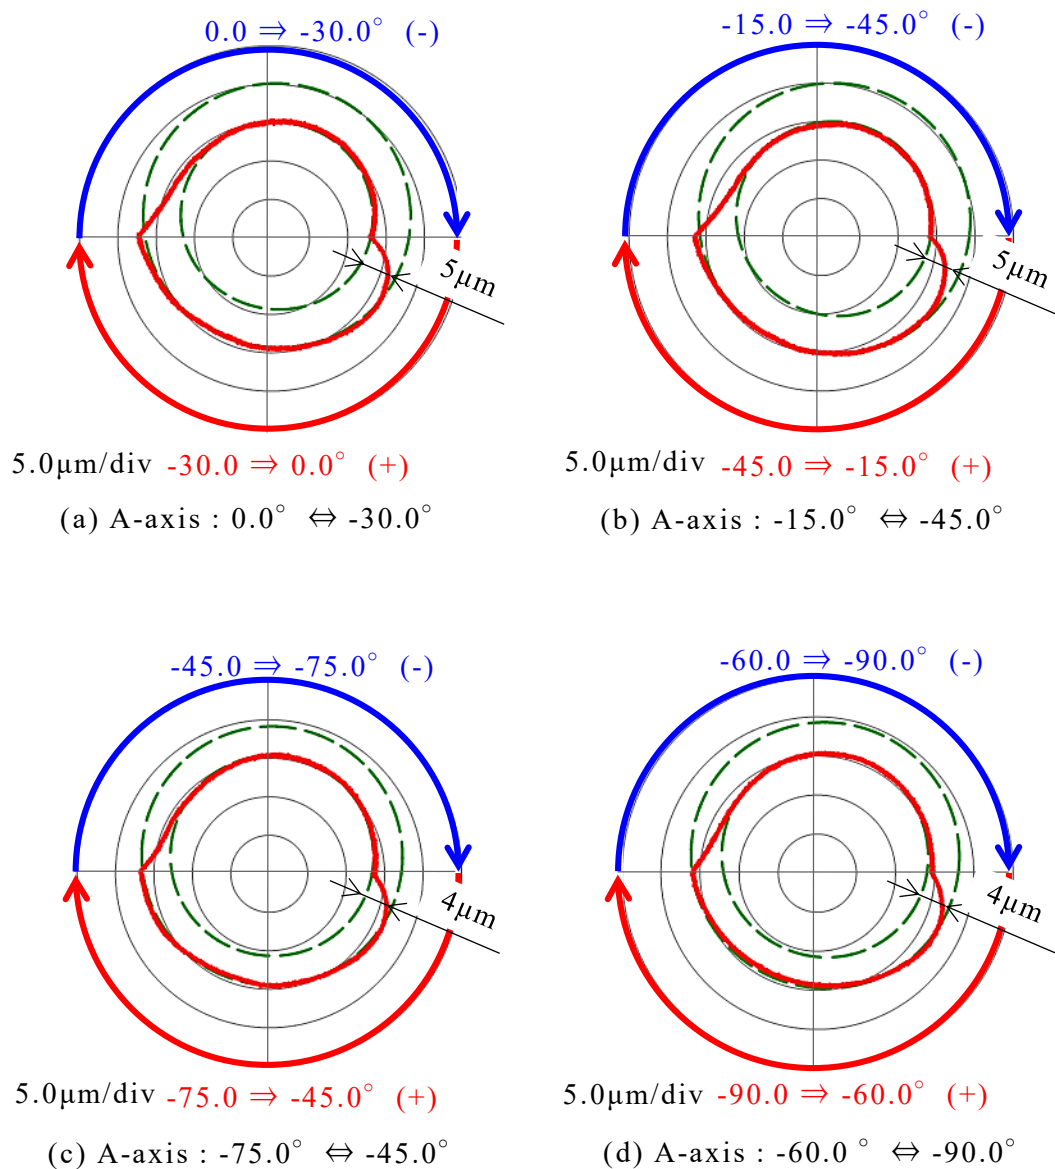 0.0 ⇒ -30.0° (-)
5μm
5.0μm/div -30.0 ⇒ 0.0° (+)
(a) A-axis : 0.0° ⇔ -30.0°
-15.0 ⇒ -45.0° (-)
5μm
5.0μm/div -45.0 ⇒ -15.0° (+)
(b) A-axis : -15.0° ⇔ -45.0°
-45.0 ⇒ -75.0° (-)
4μm
5.0μm/div -75.0 ⇒ -45.0° (+)
(c) A-axis : -75.0° ⇔ -45.0°
-60.0 ⇒ -90.0° (-)
4μm
5.0μm/div -90.0 ⇒ -60.0° (+)
(d) A-axis : -60.0 ° ⇔ -90.0°